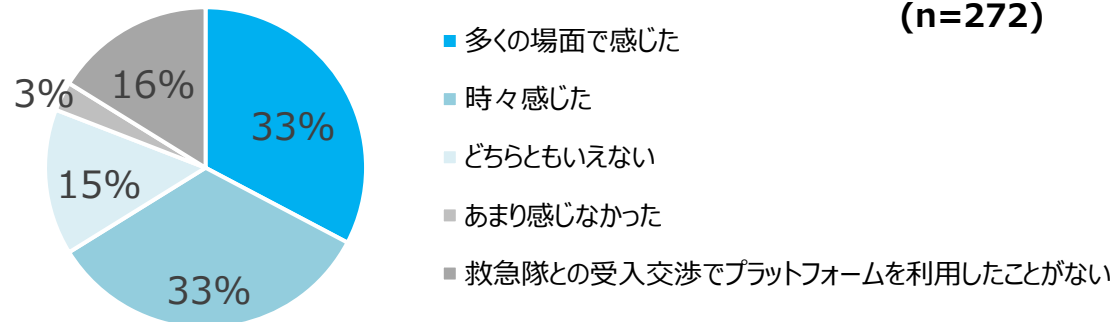 (n=272)
多くの場面で感じた
時々感じた
どちらともいえない
あまり感じなかった
救急隊との受入交渉でプラットフォームを利用したことがない
33%
33%
15%
3%
16%